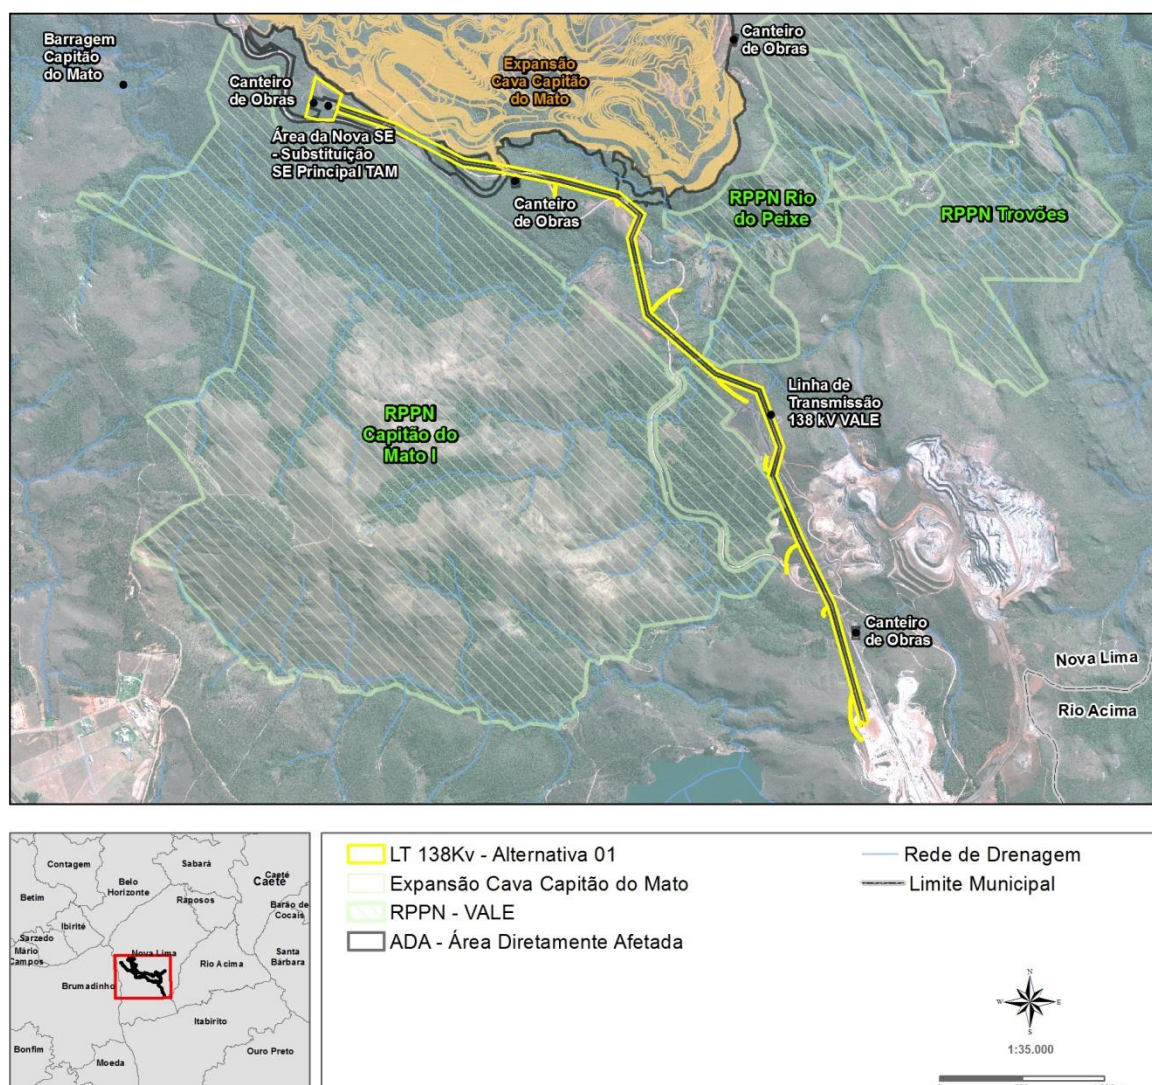 Barragem
Capitão
do Mato
Canteiro
de Obras
Expansão
Cava Capitão
do Mato
Canteiro
de Obras
Área da Nova SE
- Substituição
SE Principal TAM
Canteiro
de Obras
RPPN Rio
do Peixe
RPPN Trovões
RPPN
Capitão do
Mato I
Linha de
Transmissão
138 kV VALE
Canteiro
de Obras
Nova Lima
Rio Acima
Contagem
Belo
Horizonte
Sabará
Caeté
Caeté
Betim
Raposos
Barão de
Cocais
Ibirité
Sarzedo
Mário
Campos
Nova Lima
Rio Acima
Santa
Bárbara
Brumadinho
Itabirito
Bonfim
Moeda
Ouro Preto
LT 138Kv - Alternativa 01
Expansão Cava Capitão do Mato
RPPN - VALE
ADA - Área Diretamente Afetada
Rede de Drenagem
Limite Municipal
N
W
E
S
1:35.000